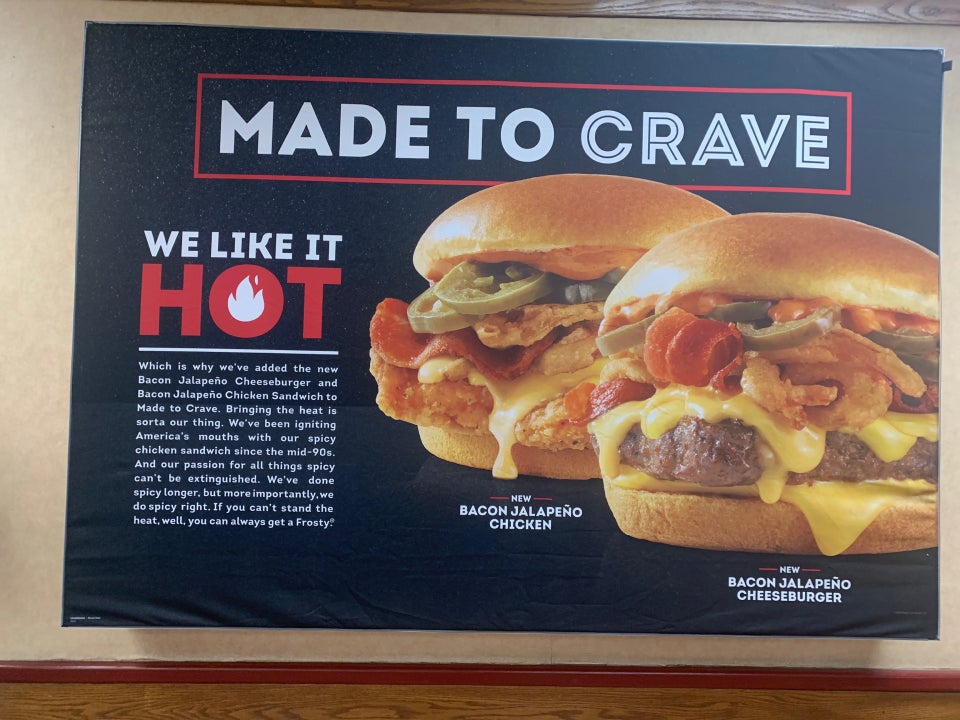 MADE TO CRAVE
WE LIKE IT
HOT
Which is why we've added the new
Bacon Jalapeño Cheeseburger and
Bacon Jalapeño Chicken Sandwich to
Made to Crave. Bringing the heat is
sorta our thing. We've been igniting
America's mouths with our spicy
chicken sandwich since the mid-90s.
And our passion for all things spicy
can't be extinguished. We've done
spicy longer, but more importantly, we
do spicy right. If you can't stand the
heat, well, you can always get a Frosty®
NEW
BACON JALAPEÑO
CHICKEN
NEW
BACON JALAPEÑO
CHEESEBURGER